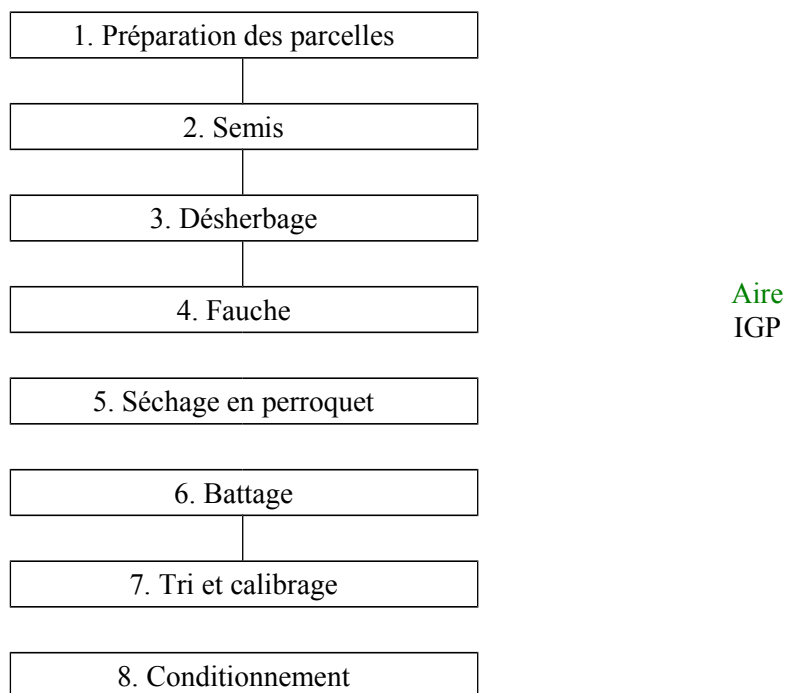 1. Préparation des parcelles
2. Semis
3. Désherbage
4. Fauche
Aire
IGP
5. Séchage en perroquet
6. Battage
7. Tri et calibrage
8. Conditionnement